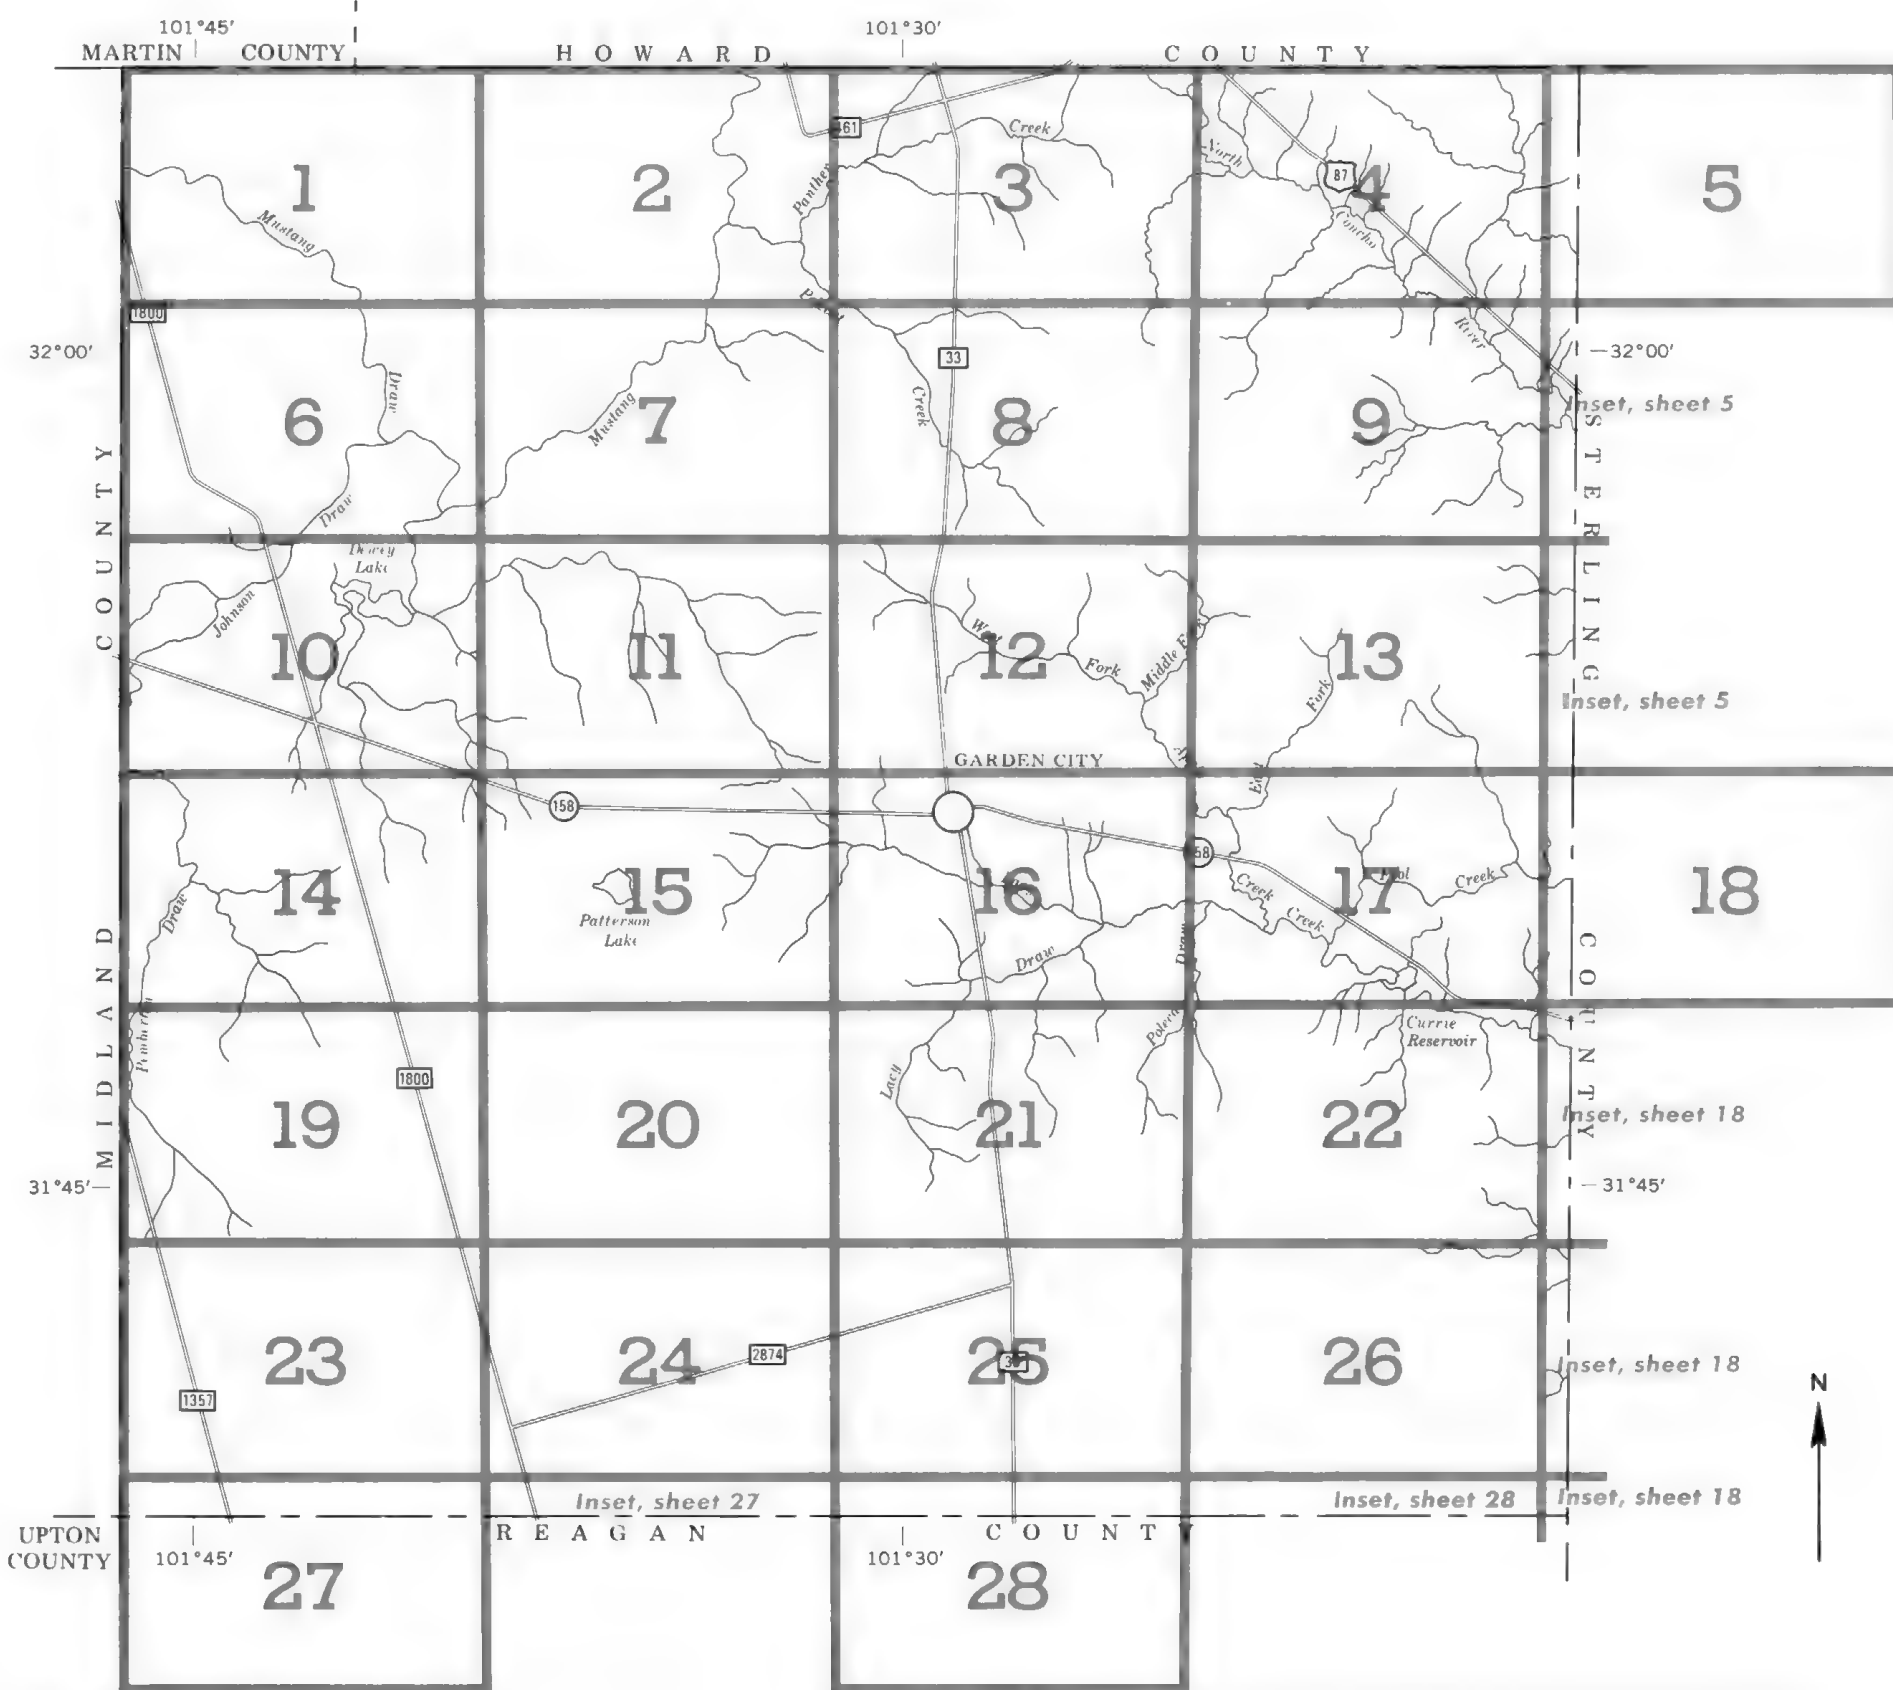 101°45′
101°30′
MARTIN COUNTY
HOWARD COUNTY
1
2
3
4
5
461
Creek
North
87
Panther
Mustang
Concho
1800
32°00′
32°00′
33
River
Draw
Creek
Mustang
6
7
8
9
Inset, sheet 5
Draw
Dewey
Lake
Johnson
West
Fork
Middle
Fork
10
11
12
13
Inset, sheet 5
GARDEN CITY
East
158
14
15
16
17
18
Draw
Patterson
Lake
Creek
Creek
Creek
Draw
Draw
Currie
Reservoir
Lacy
1800
19
20
21
22
Inset, sheet 18
31°45′
31°45′
MIDLAND COUNTY
STERLING COUNTY
23
24
25
26
2874
1357
Inset, sheet 18
N
Inset, sheet 27
Inset, sheet 28
Inset, sheet 18
UPTON
COUNTY
REAGAN COUNTY
101°45′
101°30′
27
28